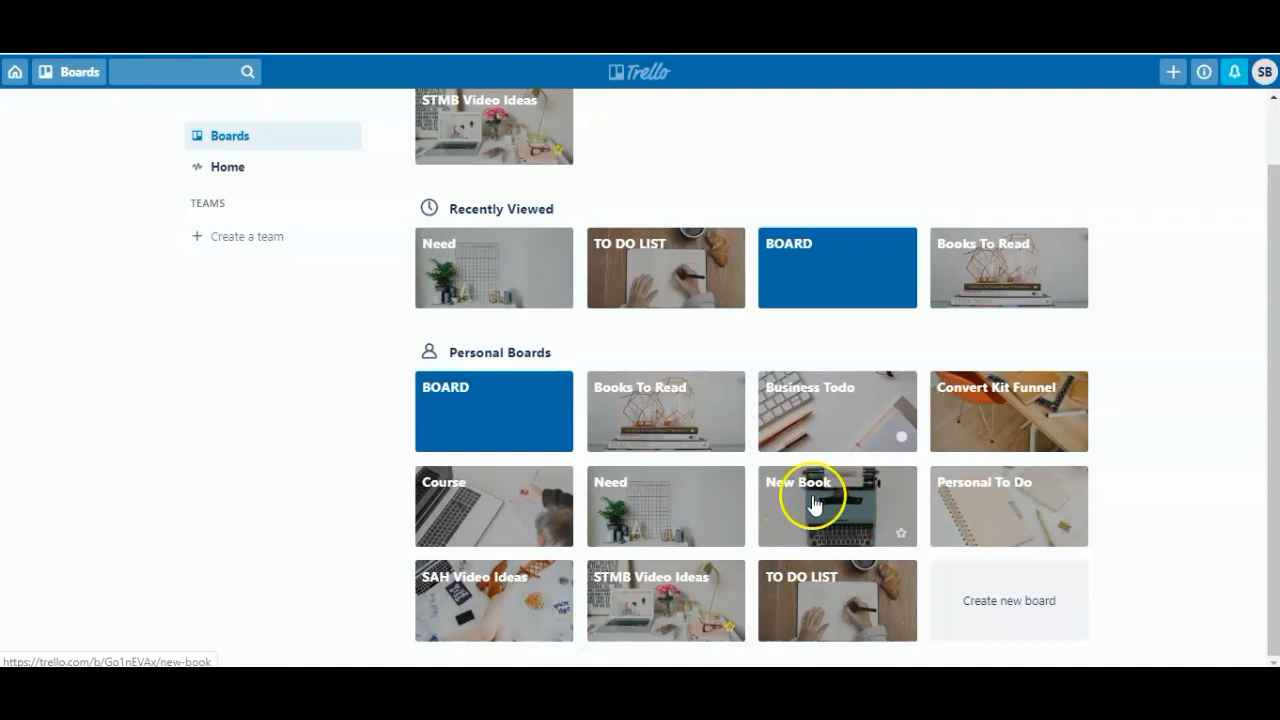 Boards
Trello
SB
STMB Video Ideas
Boards
Home
TEAMS
+ Create a team
Recently Viewed
Need
TO DO LIST
BOARD
Books To Read
Personal Boards
BOARD
Books To Read
Business Todo
Convert Kit Funnel
Course
Need
New Book
Personal To Do
SAH Video Ideas
STMB Video Ideas
TO DO LIST
Create new board
https://trello.com/b/Go1nEVAx/new-book